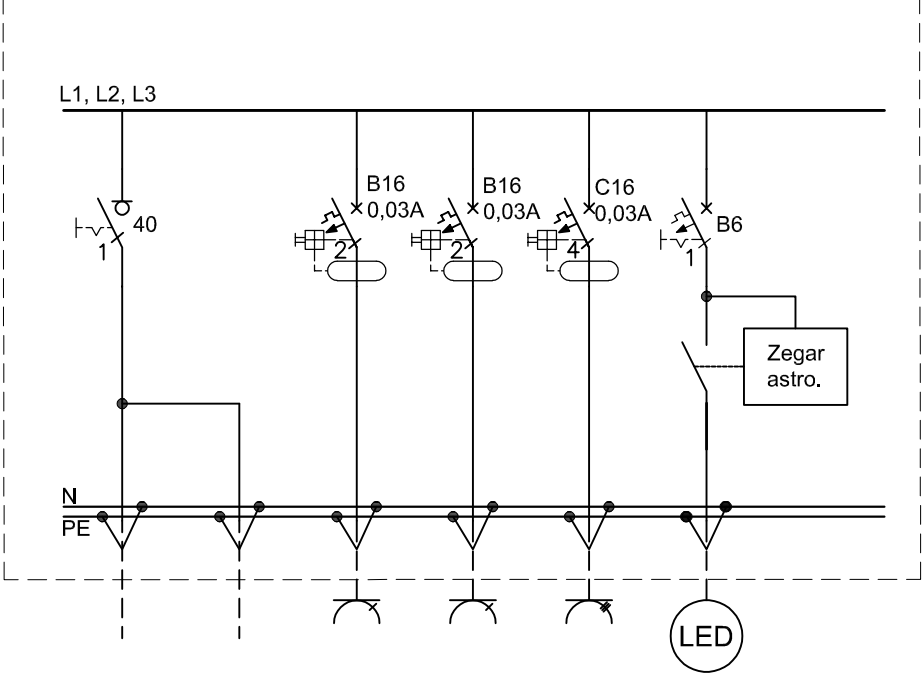 L1, L2, L3
40
1
B16
0,03A
2
B16
0,03A
2
C16
0,03A
4
B6
1
Zegar
astro.
N
PE
LED